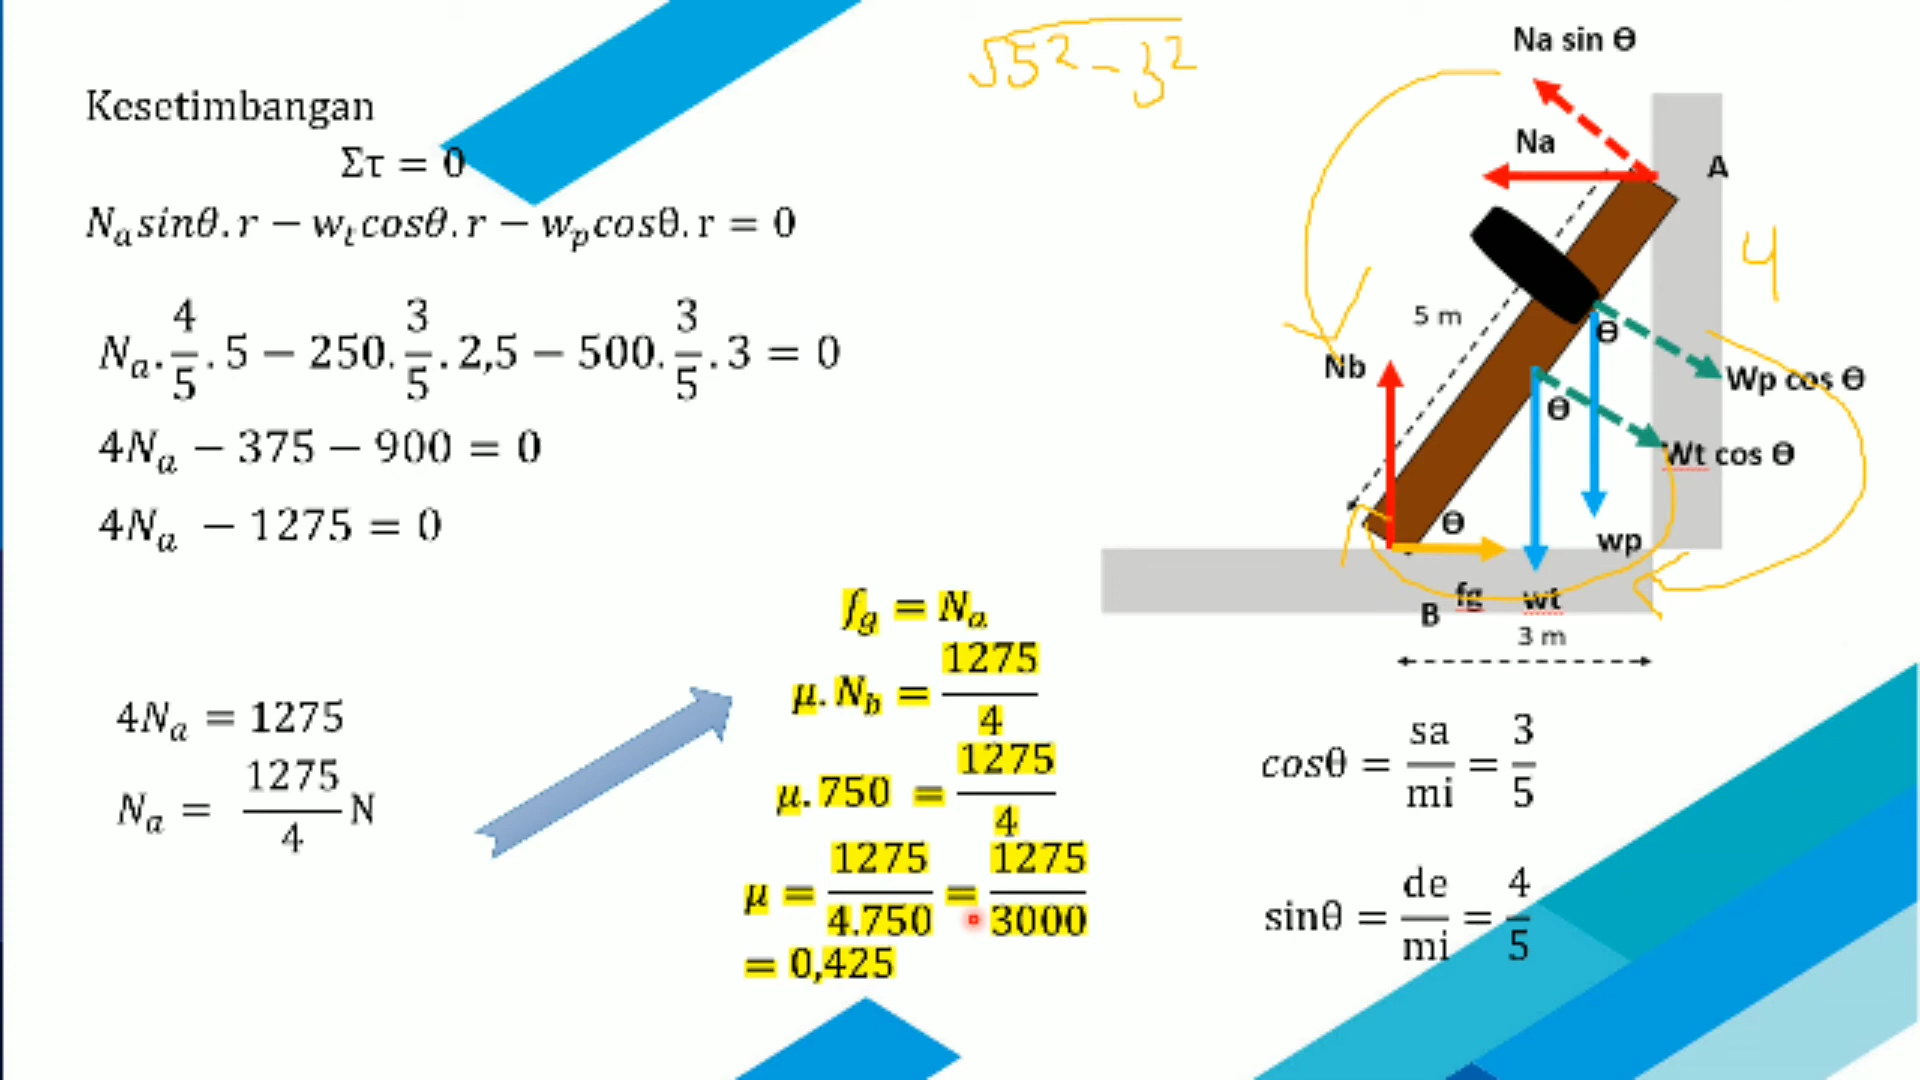 Kesetimbangan
Στ = 0
N_a sinθ.r − w_t cosθ.r − w_p cosθ.r = 0
N_a.4/5.5 − 250.3/5.2,5 − 500.3/5.3 = 0
4N_a − 375 − 900 = 0
4N_a − 1275 = 0
4N_a = 1275
N_a = 1275/4 N
f_g = N_a
μ.N_b = 1275/4
μ.750 = 1275/4
μ = 1275/4.750 = 1275/3000
= 0,425
√5² − 3²
Na sin Ө
Na
A
4
5 m
Ө
Nb
Wp cos Ө
Ө
Wt cos Ө
Ө
wp
fg
wt
B
3 m
cosθ = sa/mi = 3/5
sinθ = de/mi = 4/5